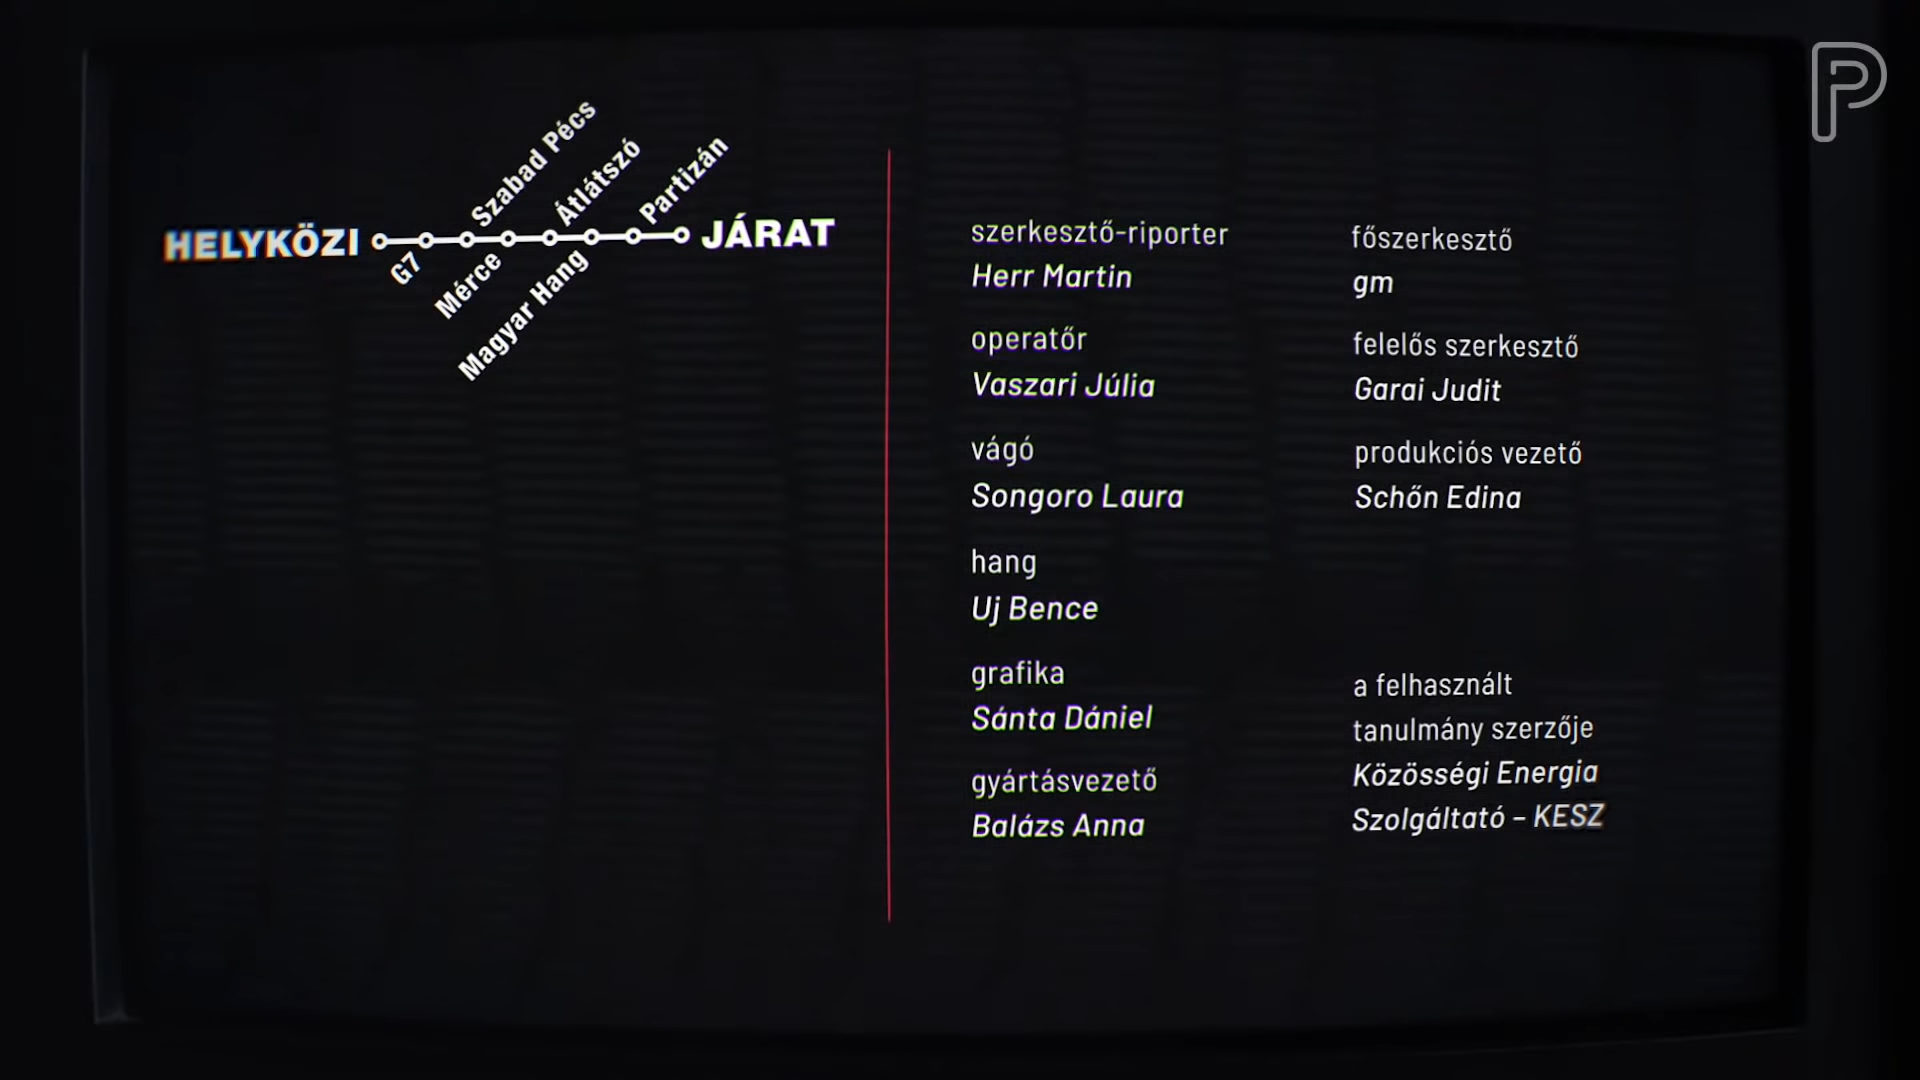 HELYKÖZI
G7
Szabad Pécs
Mérce
Átlátszó
Magyar Hang
Partizán
JÁRAT
szerkesztő-riporter
Herr Martin
operatőr
Vaszari Júlia
vágó
Songoro Laura
hang
Uj Bence
grafika
Sánta Dániel
gyártásvezető
Balázs Anna
főszerkesztő
gm
felelős szerkesztő
Garai Judit
produkciós vezető
Schőn Edina
a felhasznált
tanulmány szerzője
Közösségi Energia
Szolgáltató – KESZ
P